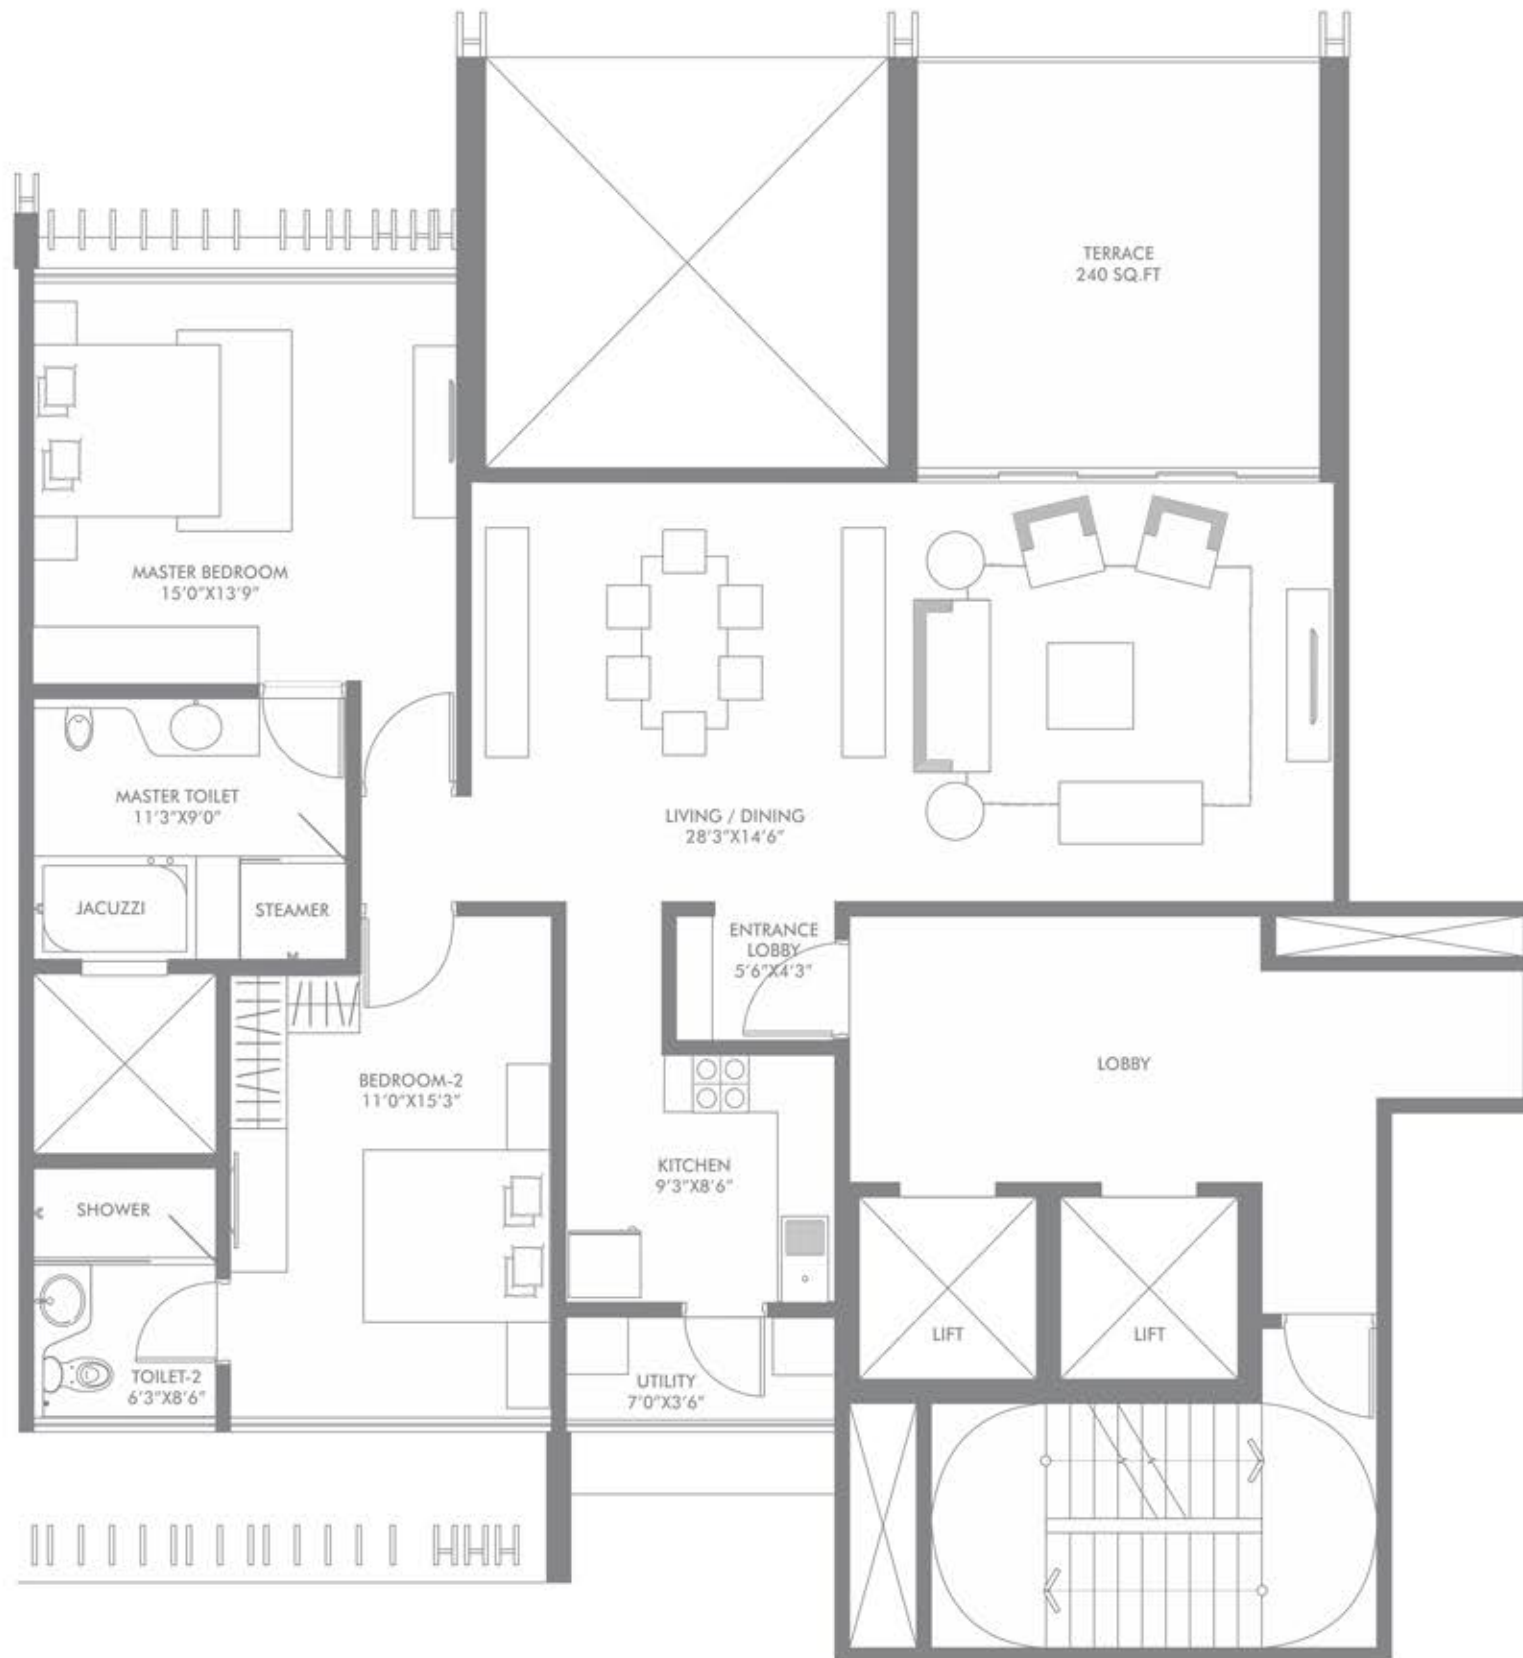 TERRACE
240 SQ.FT
MASTER BEDROOM
15'0"X13'9"
MASTER TOILET
11'3"X9'0"
LIVING / DINING
28'3"X14'6"
JACUZZI
STEAMER
ENTRANCE
LOBBY
5'6"X4'3"
LOBBY
BEDROOM-2
11'0"X15'3"
KITCHEN
9'3"X8'6"
SHOWER
LIFT
LIFT
TOILET-2
6'3"X8'6"
UTILITY
7'0"X3'6"